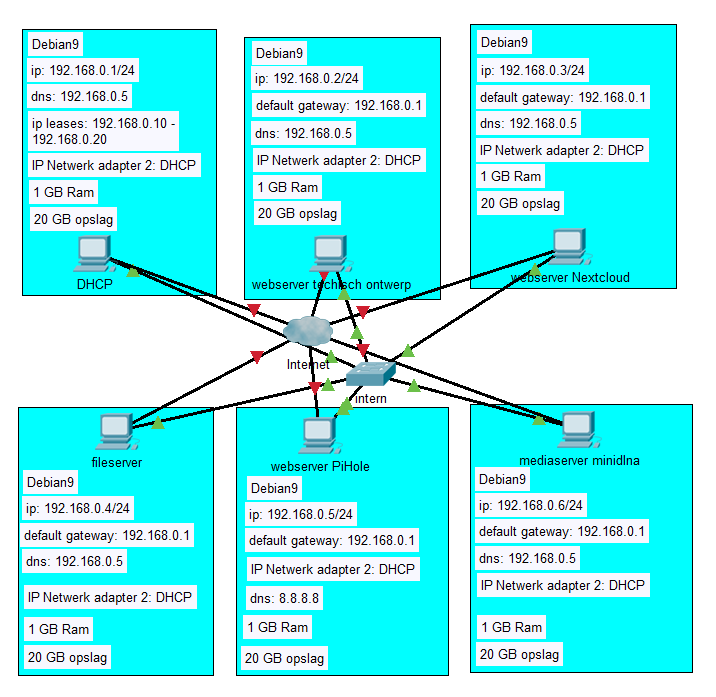 Debian9
ip: 192.168.0.1/24
dns: 192.168.0.5
ip leases: 192.168.0.10 -
192.168.0.20
IP Netwerk adapter 2: DHCP
1 GB Ram
20 GB opslag
DHCP
Debian9
ip: 192.168.0.2/24
default gateway: 192.168.0.1
dns: 192.168.0.5
IP Netwerk adapter 2: DHCP
1 GB Ram
20 GB opslag
webserver techisch ontwerp
Debian9
ip: 192.168.0.3/24
default gateway: 192.168.0.1
dns: 192.168.0.5
IP Netwerk adapter 2: DHCP
1 GB Ram
20 GB opslag
webserver Nextcloud
Internet
intern
fileserver
Debian9
ip: 192.168.0.4/24
default gateway: 192.168.0.1
dns: 192.168.0.5
IP Netwerk adapter 2: DHCP
1 GB Ram
20 GB opslag
webserver PiHole
Debian9
ip: 192.168.0.5/24
default gateway: 192.168.0.1
IP Netwerk adapter 2: DHCP
dns: 8.8.8.8
1 GB Ram
20 GB opslag
mediaserver minidlna
Debian9
ip: 192.168.0.6/24
default gateway: 192.168.0.1
dns: 192.168.0.5
IP Netwerk adapter 2: DHCP
1 GB Ram
20 GB opslag